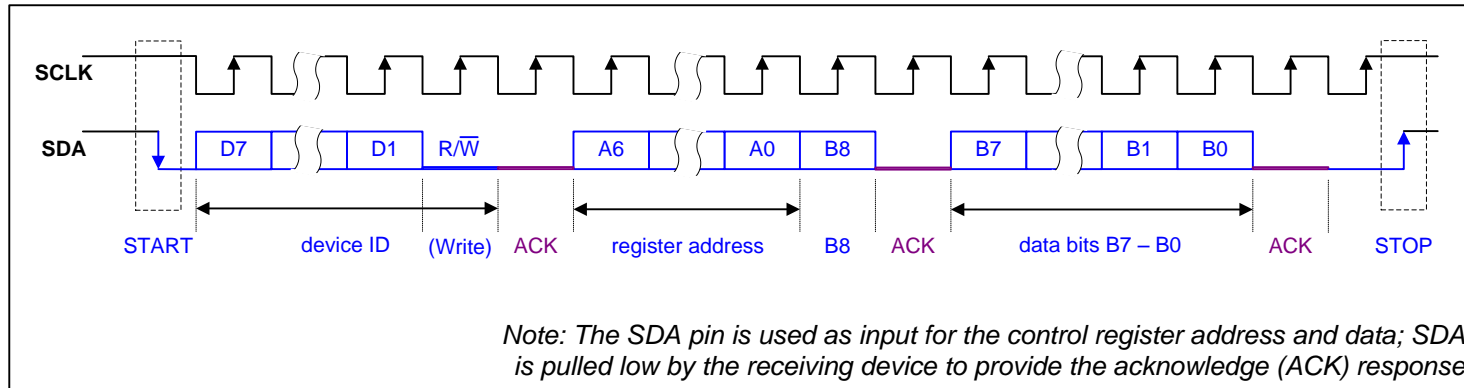 SCLK
SDA
D7 D1 R/W̅ A6 A0 B8 B7 B1 B0
START device ID (Write) ACK register address B8 ACK data bits B7 – B0 ACK STOP
Note: The SDA pin is used as input for the control register address and data; SDA
is pulled low by the receiving device to provide the acknowledge (ACK) response